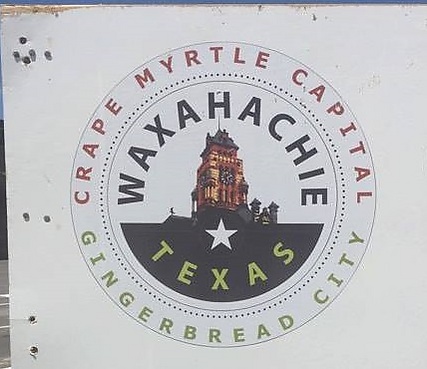 CRAPE MYRTLE CAPITAL
WAXAHACHIE
TEXAS
GINGERBREAD CITY